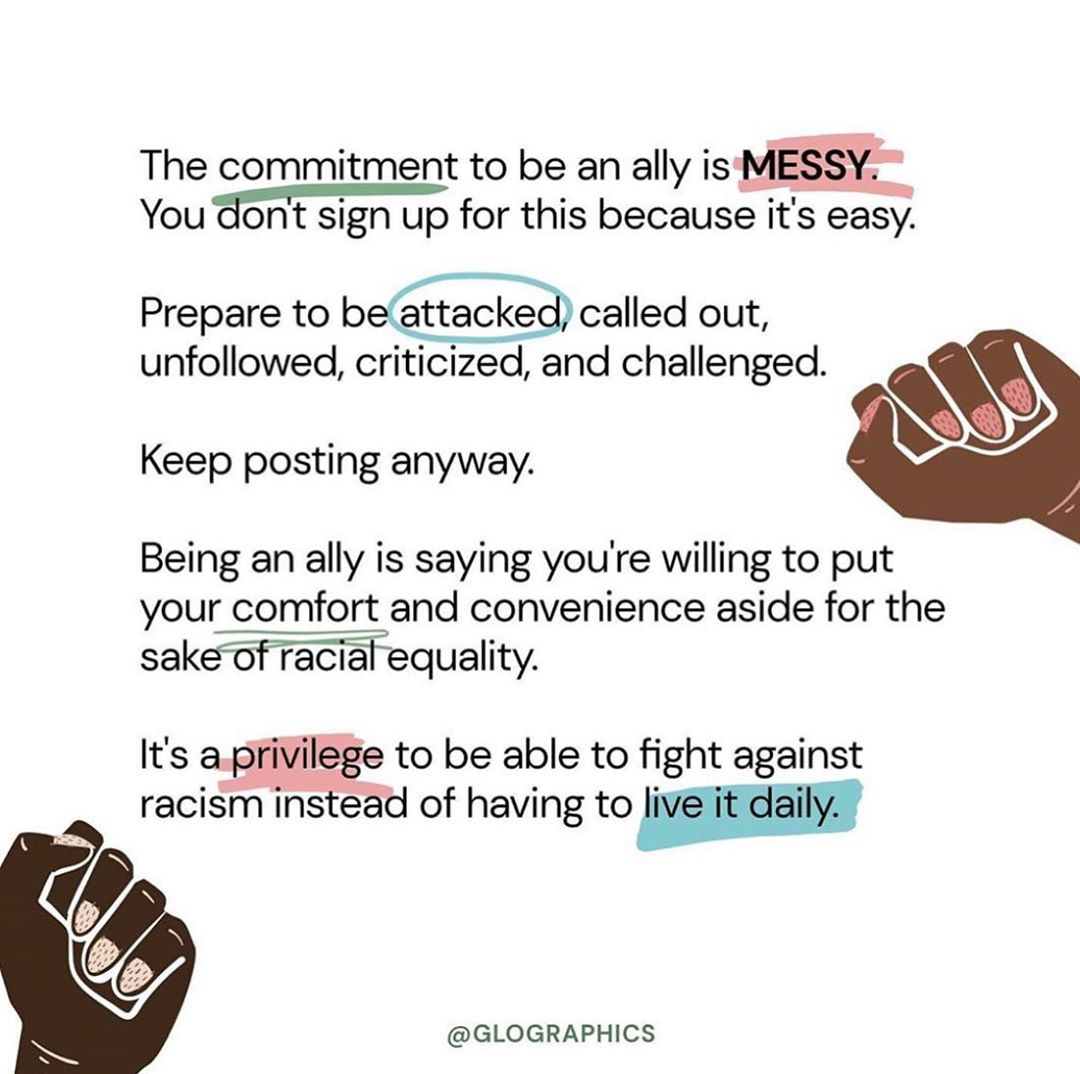 The commitment to be an ally is MESSY.
You don't sign up for this because it's easy.
Prepare to be attacked, called out,
unfollowed, criticized, and challenged.
Keep posting anyway.
Being an ally is saying you're willing to put
your comfort and convenience aside for the
sake of racial equality.
It's a privilege to be able to fight against
racism instead of having to live it daily.
@GLOGRAPHICS